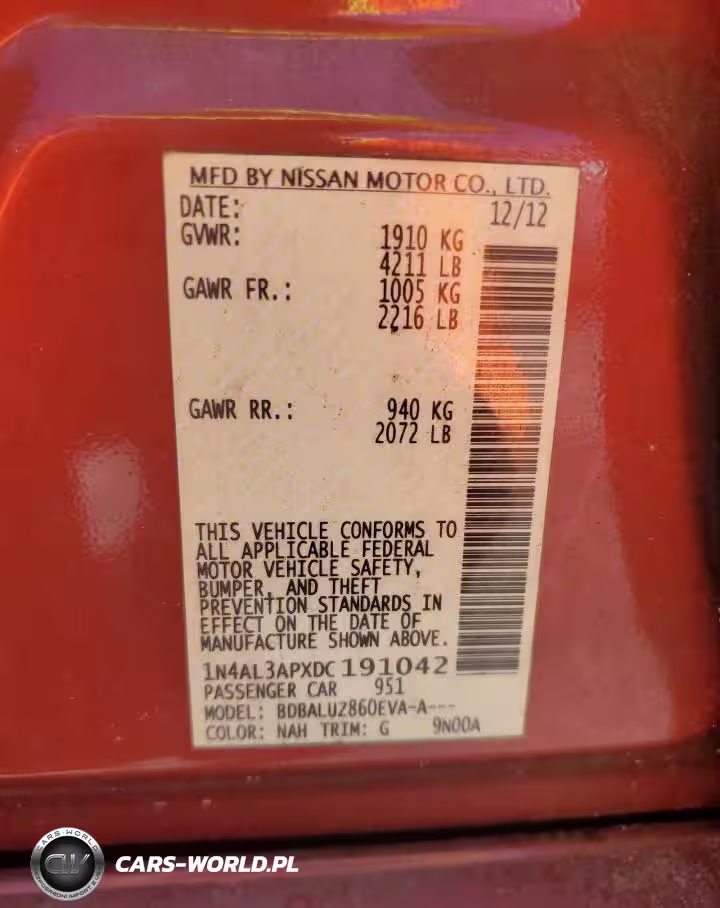 MFD BY NISSAN MOTOR CO., LTD.
DATE: 12/12
GVWR: 1910 KG
4211 LB
GAWR FR.: 1005 KG
2216 LB
GAWR RR.: 940 KG
2072 LB
THIS VEHICLE CONFORMS TO
ALL APPLICABLE FEDERAL
MOTOR VEHICLE SAFETY,
BUMPER, AND THEFT
PREVENTION STANDARDS IN
EFFECT ON THE DATE OF
MANUFACTURE SHOWN ABOVE.
1N4AL3APXDC191042
PASSENGER CAR 951
MODEL: BDBALUZ860EVA-A---
COLOR: NAH TRIM: G 9N00A
CARS-WORLD
CW
CARS-WORLD.PL